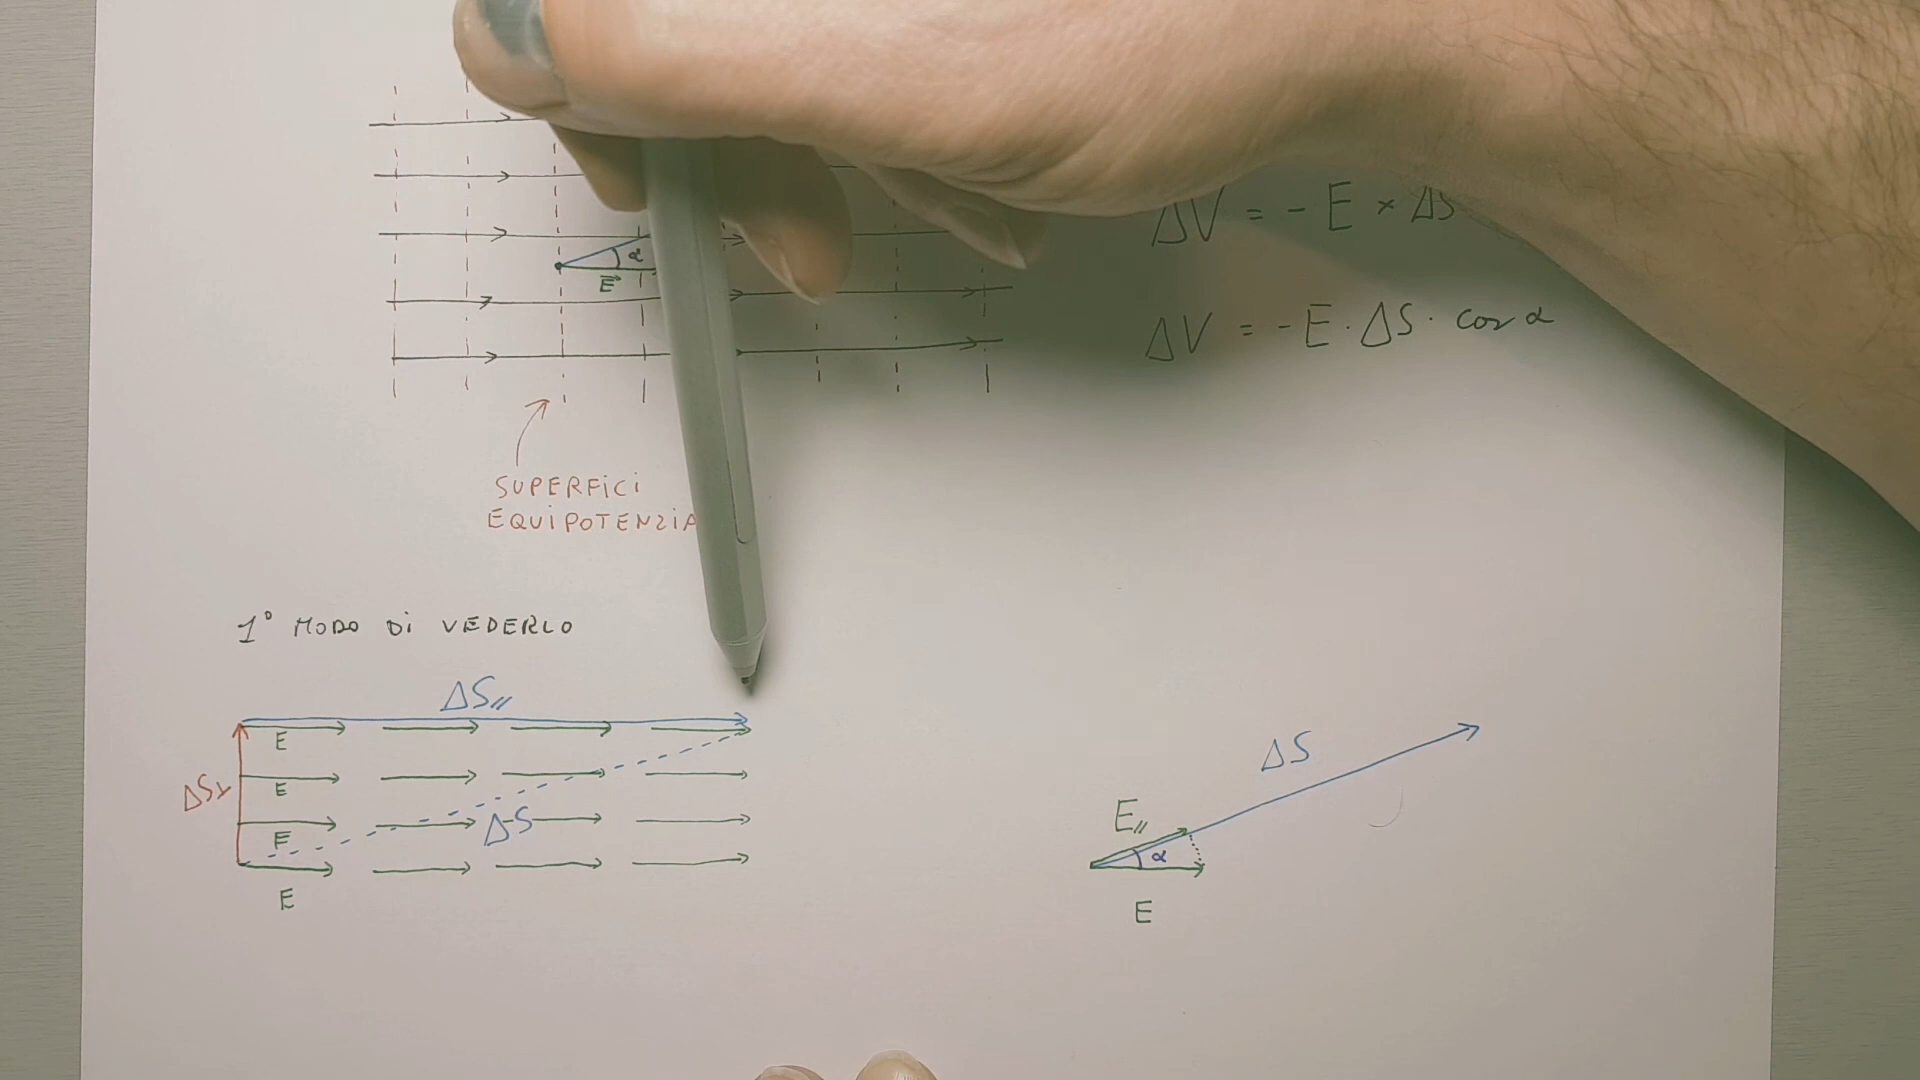 α
E⃗
ΔV = - E × ΔS
ΔV = - E · ΔS · cos α
SUPERFICI
EQUIPOTENZIA
1° MODO DI VEDERLO
ΔS∥
E
E
ΔS
E
ΔS
E
ΔS
E∥
α
E